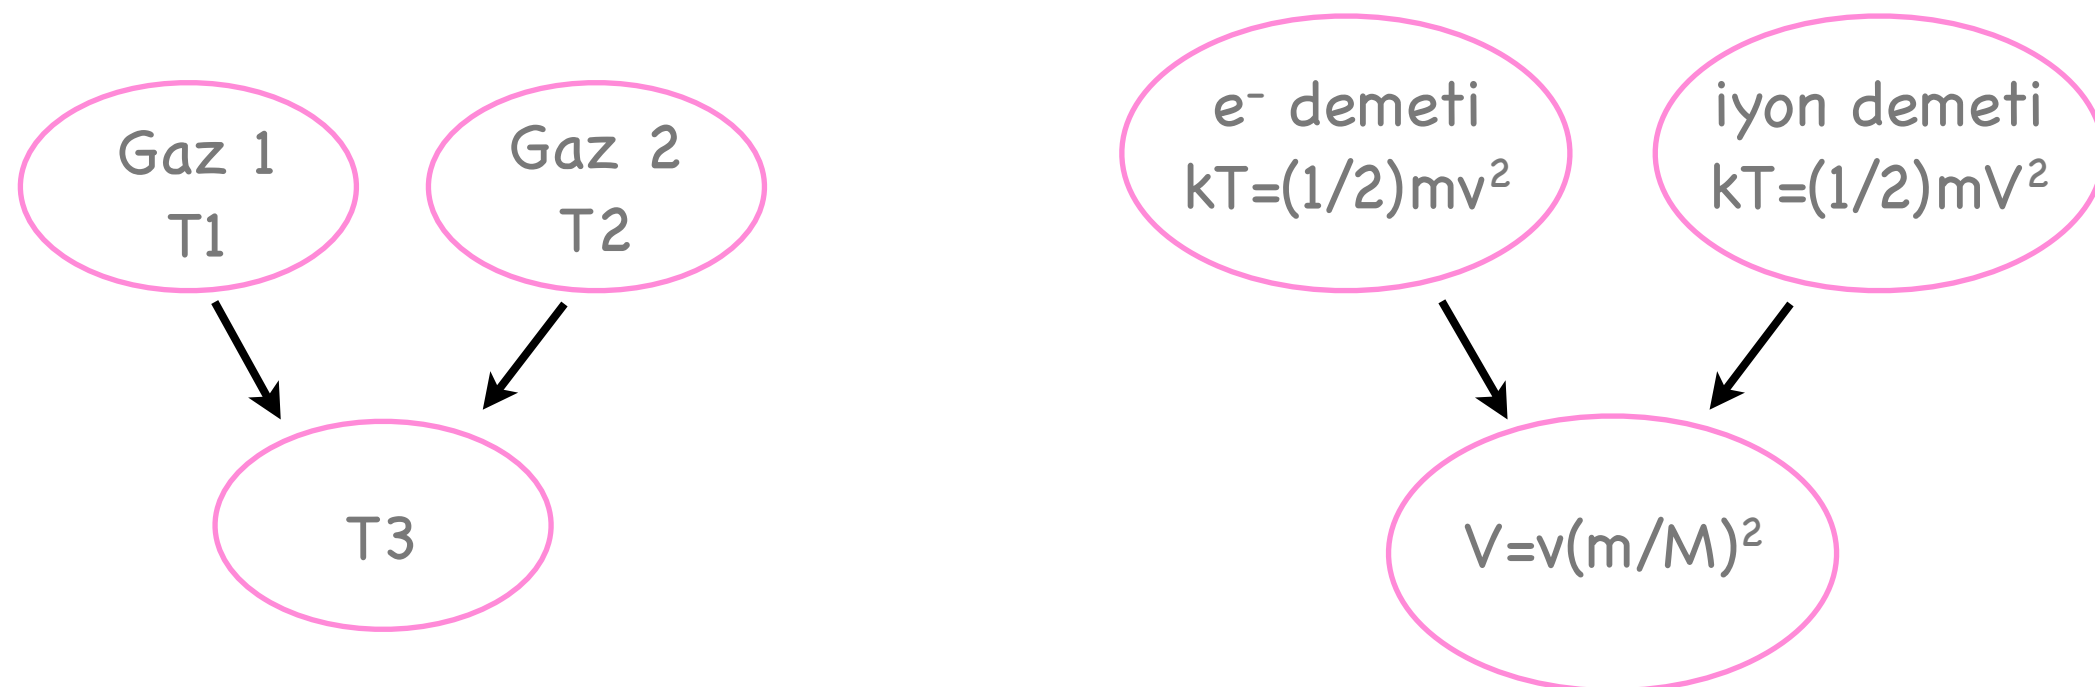 Gaz 1
T1
Gaz 2
T2
T3
e⁻ demeti
kT=(1/2)mv²
iyon demeti
kT=(1/2)mV²
V=v(m/M)²